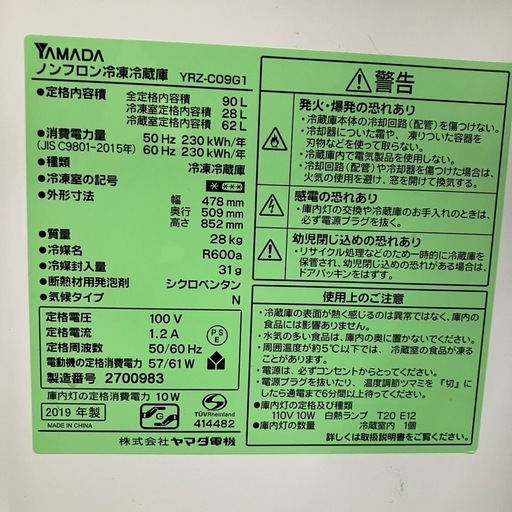 YAMADA
ノンフロン冷凍冷蔵庫 YRZ-C09G1
●定格内容積 全定格内容積 90 L
冷凍室定格内容積 28 L
冷蔵室定格内容積 62 L
●消費電力量 50 Hz 230 kWh/年
(JIS C9801-2015年) 60 Hz 230 kWh/年
●種類 冷凍冷蔵庫
●冷凍室の記号
●外形寸法 幅 478 mm
奥行 509 mm
高さ 852 mm
●質量 28 kg
●冷媒名 R600a
●冷媒封入量 31 g
●断熱材用発泡剤 シクロペンタン
●気候タイプ N
定格電圧 100 V
定格電流 1.2 A
定格周波数 50/60 Hz
電動機の定格消費電力 57/61 W
製造番号 2700983
PSE
庫内灯の定格消費電力 10W
2019 年製
MADE IN CHINA
G
TÜVRheinland
414482
株式会社ヤマダ電機
警告
発火・爆発の恐れあり
・冷蔵庫本体の冷却回路(配管)を傷つけない。
・冷却器についた霜や、凍りついた容器を
刃物などを使って取らない。
・冷蔵庫内で電気製品を使用しない。
・冷却回路(配管)や冷却器を傷つけた場合は、
火気の使用を避け、窓を開けて換気する。
感電の恐れあり
・庫内灯の交換や冷蔵庫のお手入れのときは、
必ず電源プラグを抜く。
幼児閉じ込めの恐れあり
・リサイクル処理などのため一時的に冷蔵庫を
保管され、幼児閉じ込めの恐れがある場合は、
ドアパッキンをはずす。
使用上のご注意
・冷蔵庫の表面が熱く感じるのは異常ではなく、庫内の
食品には影響ありません。
・水気の多い食品は、庫内の奥に置かないでください。
・周囲温度が約5℃以下では、冷蔵室の食品が凍ること
があります。
・電源は、必ずコンセントからとってください。
・電源プラグを抜いたり、温度調節ツマミを『切』にし
たら通電まで6分間以上待ってください。
●庫内灯の定格及び種類
110V 10W 白熱ランプ T20 E12
●庫内灯の数量 冷蔵室内 1個
詳しくは取扱説明書をご覧ください。